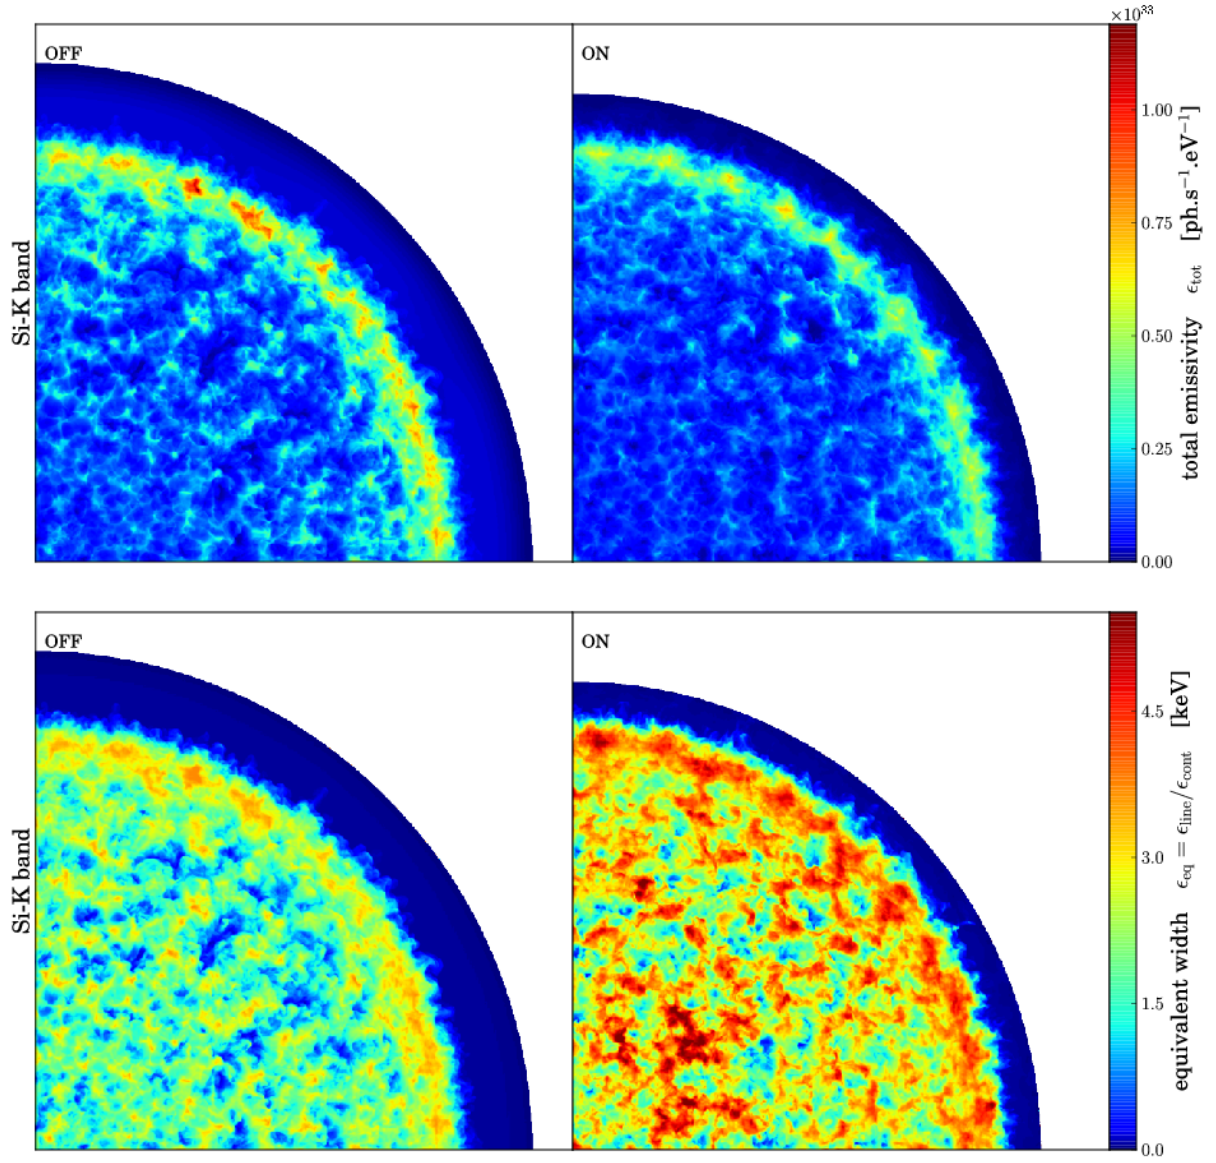 ×10³³
OFF
ON
Si-K band
1.00
0.75
0.50
0.25
0.00
total emissivity ϵ_tot [ph.s⁻¹.eV⁻¹]
OFF
ON
Si-K band
4.5
3.0
1.5
0.0
equivalent width ϵ_eq = ϵ_line/ϵ_cont [keV]